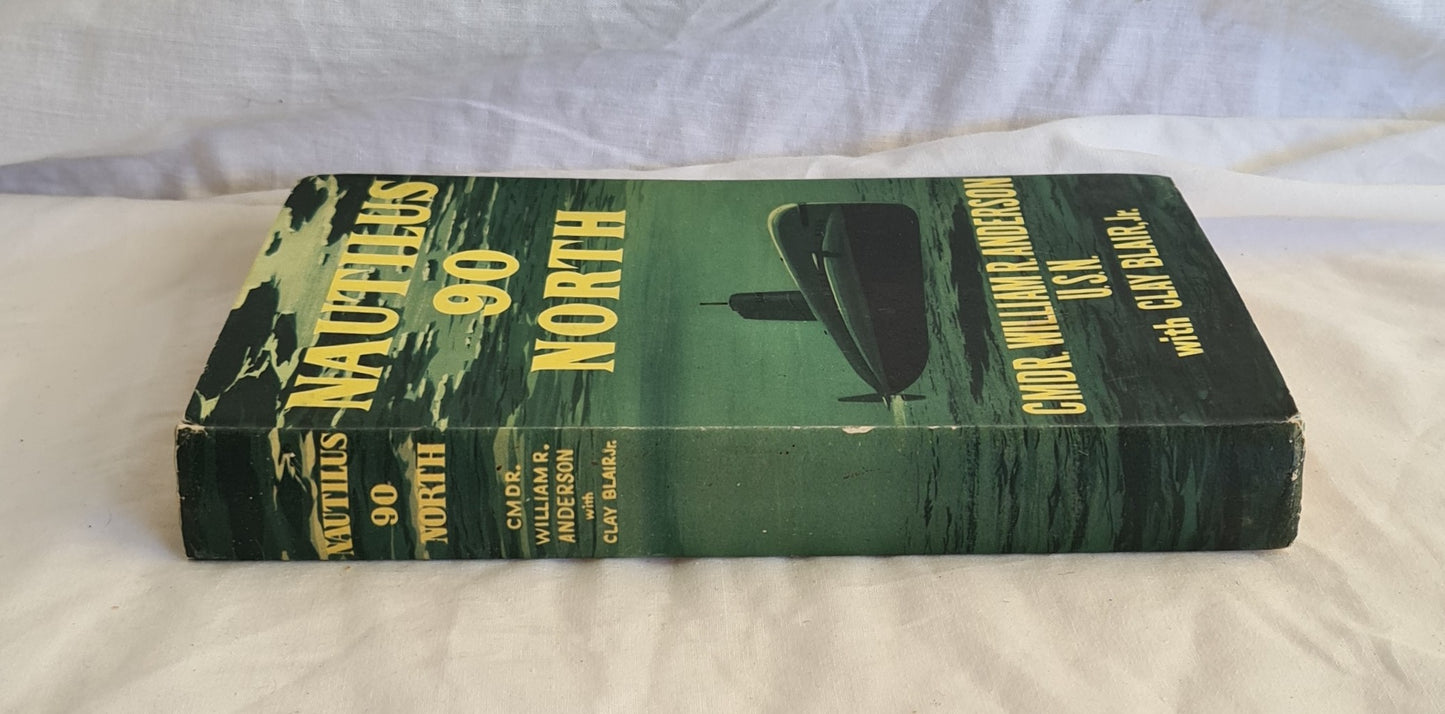 NAUTILUS
90
NORTH
CMDR. WILLIAM R. ANDERSON
U.S.N.
with CLAY BLAIR, Jr.
NAUTILUS
90
NORTH
CMDR.
WILLIAM R.
ANDERSON
with
CLAY BLAIR Jr.